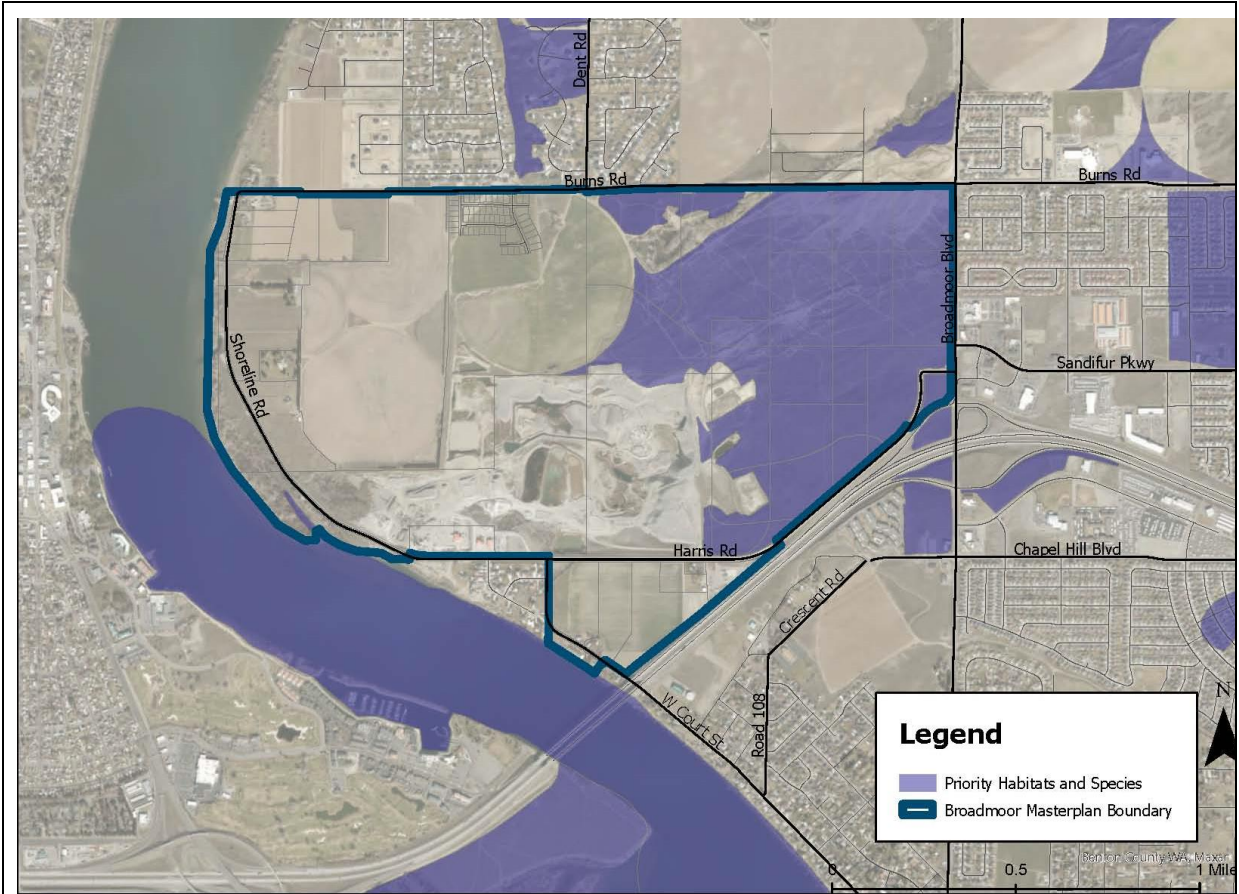 Dent Rd
Burns Rd
Burns Rd
Broadmoor Blvd
Shoreline Rd
Sandifur Pkwy
Harris Rd
Chapel Hill Blvd
Crescent Rd
W Court St
Road 108
N
Legend
Priority Habitats and Species
Broadmoor Masterplan Boundary
Benton County WA, Maxar
0 0.5 1 Mile